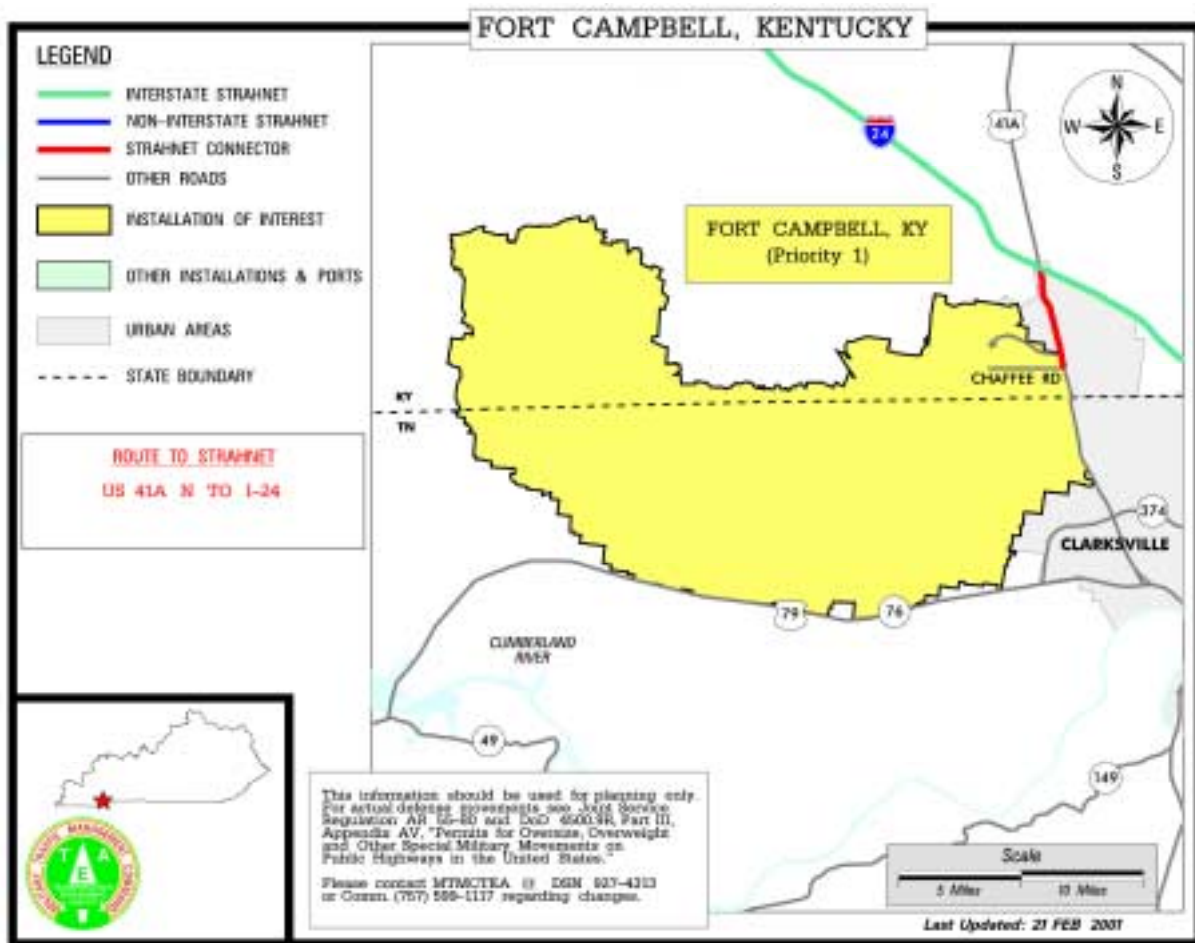 FORT CAMPBELL, KENTUCKY
LEGEND
INTERSTATE STRAHNET
NON-INTERSTATE STRAHNET
STRAHNET CONNECTOR
OTHER ROADS
INSTALLATION OF INTEREST
OTHER INSTALLATIONS & PORTS
URBAN AREAS
STATE BOUNDARY
ROUTE TO STRAHNET
US 41A N TO I-24
24
41A
N
W E
S
FORT CAMPBELL, KY
(Priority 1)
CHAFFEE RD
KY
TN
374
CLARKSVILLE
79
76
CUMBERLAND
RIVER
49
149
This information should be used for planning only.
For actual defense movements see Joint Service
Regulation AR 55-80 and DoD 4500.9R, Part III,
Appendix AV, "Permits for Oversize, Overweight
and Other Special Military Movements on
Public Highways in the United States."
Please contact MTMCTEA @ DSN 927-4313
or Comm. (757) 599-1117 regarding changes.
Scale
5 Miles 10 Miles
Last Updated: 21 FEB 2001
MILITARY TRAFFIC MANAGEMENT COMMAND
T E A